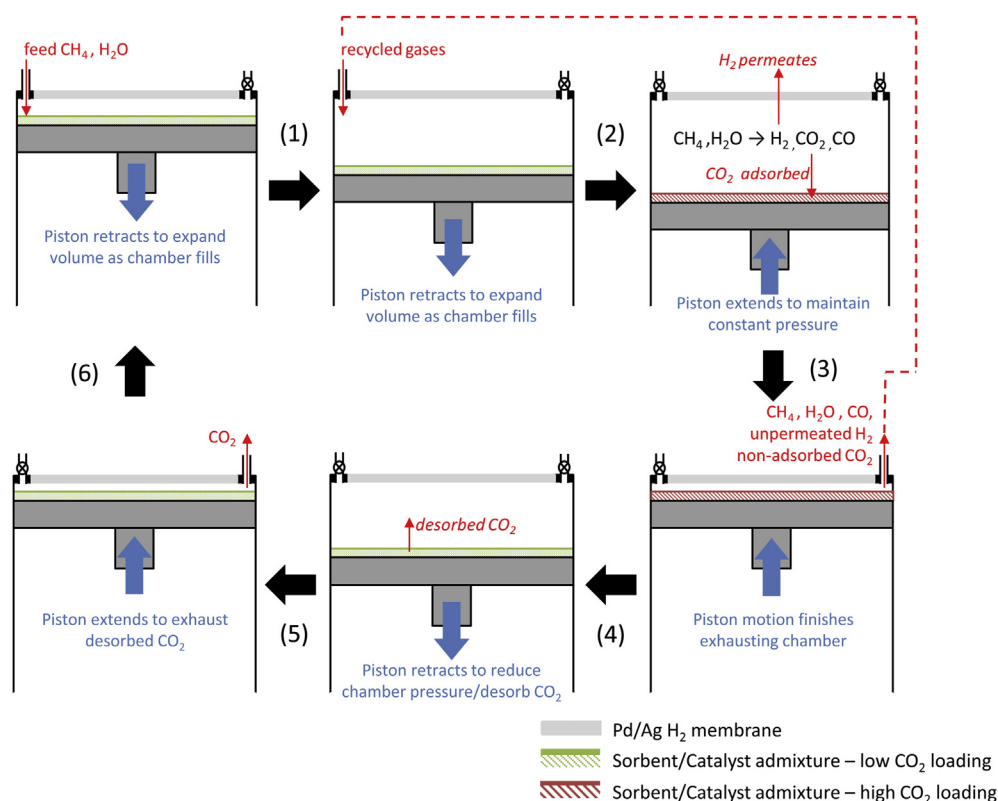 feed CH₄, H₂O
recycled gases
H₂ permeates
CH₄,H₂O → H₂,CO₂,CO
CO₂ adsorbed
(1)
(2)
Piston retracts to expand
volume as chamber fills
Piston retracts to expand
volume as chamber fills
Piston extends to maintain
constant pressure
(6)
(3)
CO₂
CH₄, H₂O, CO,
unpermeated H₂
non-adsorbed CO₂
desorbed CO₂
Piston extends to exhaust
desorbed CO₂
(5)
Piston retracts to reduce
chamber pressure/desorb CO₂
(4)
Piston motion finishes
exhausting chamber
Pd/Ag H₂ membrane
Sorbent/Catalyst admixture – low CO₂ loading
Sorbent/Catalyst admixture – high CO₂ loading